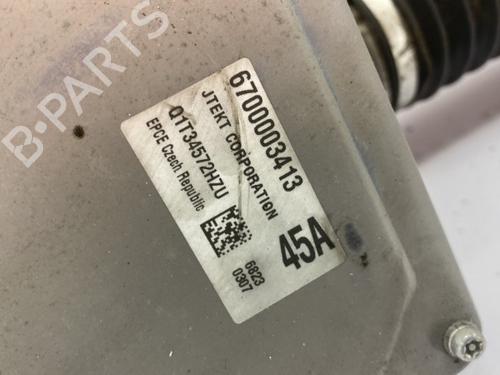 B-PARTS
6700003413
JTEKT CORPORATION
45A
Q1T34572HZU
EPCE Czech. Republic
6823
0307